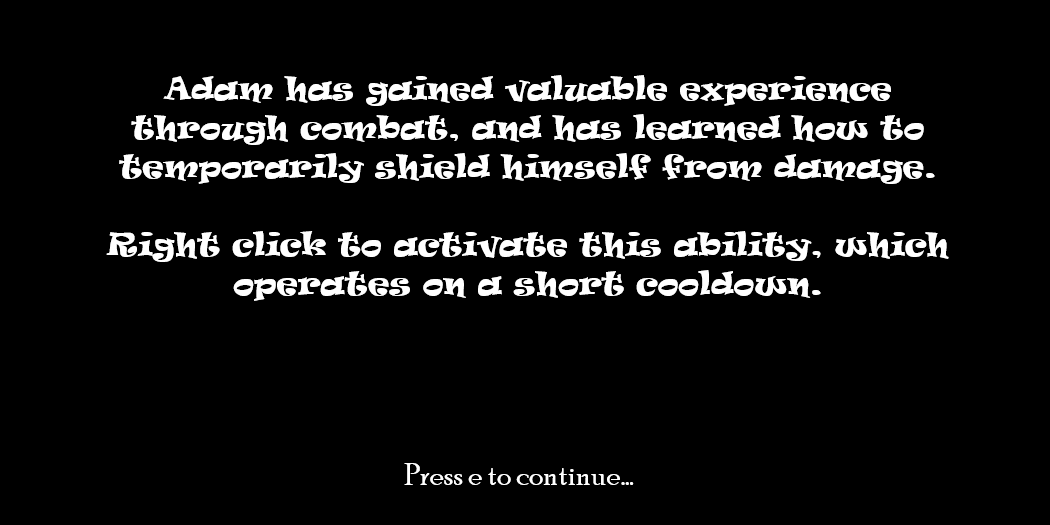 Adam has gained valuable experience
through combat, and has learned how to
temporarily shield himself from damage.
Right click to activate this ability, which
operates on a short cooldown.
Press e to continue...